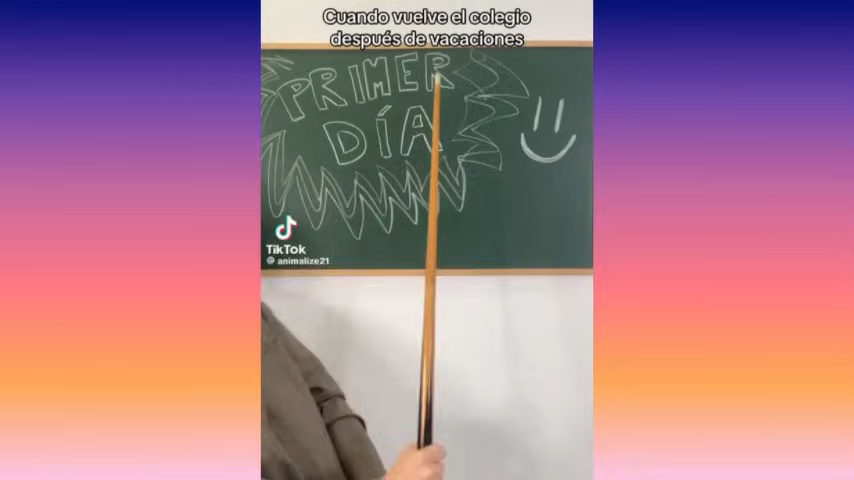 Cuando vuelve el colegio
después de vacaciones
PRIMER
DÍA
TikTok
@ animalize21